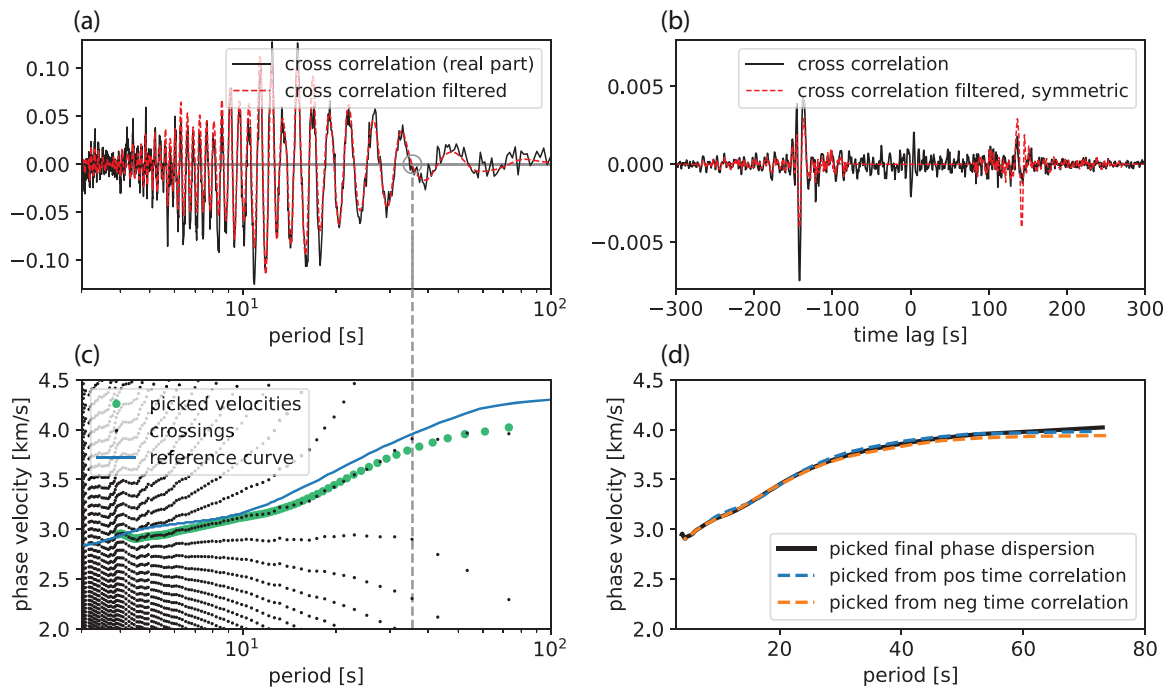 (a)
cross correlation (real part)
cross correlation filtered
0.10
0.05
0.00
−0.05
−0.10
10¹ 10²
period [s]
(b)
cross correlation
cross correlation filtered, symmetric
0.005
0.000
−0.005
−300 −200 −100 0 100 200 300
time lag [s]
(c)
picked velocities
crossings
reference curve
4.5
4.0
3.5
3.0
2.5
2.0
phase velocity [km/s]
10¹ 10²
period [s]
(d)
4.5
4.0
3.5
3.0
2.5
2.0
phase velocity [km/s]
picked final phase dispersion
picked from pos time correlation
picked from neg time correlation
20 40 60 80
period [s]